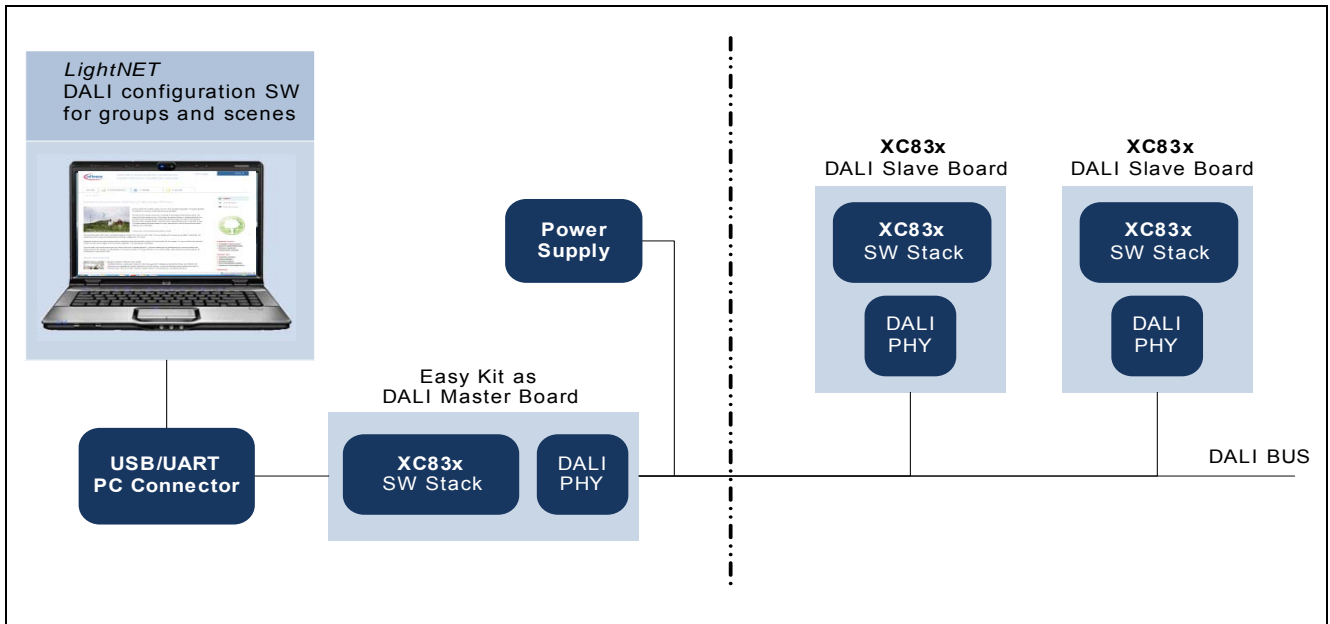 LightNET
DALI configuration SW
for groups and scenes
Power
Supply
Easy Kit as
DALI Master Board
USB/UART
PC Connector
XC83x
SW Stack
DALI
PHY
XC83x
DALI Slave Board
XC83x
SW Stack
DALI
PHY
XC83x
DALI Slave Board
XC83x
SW Stack
DALI
PHY
DALI BUS